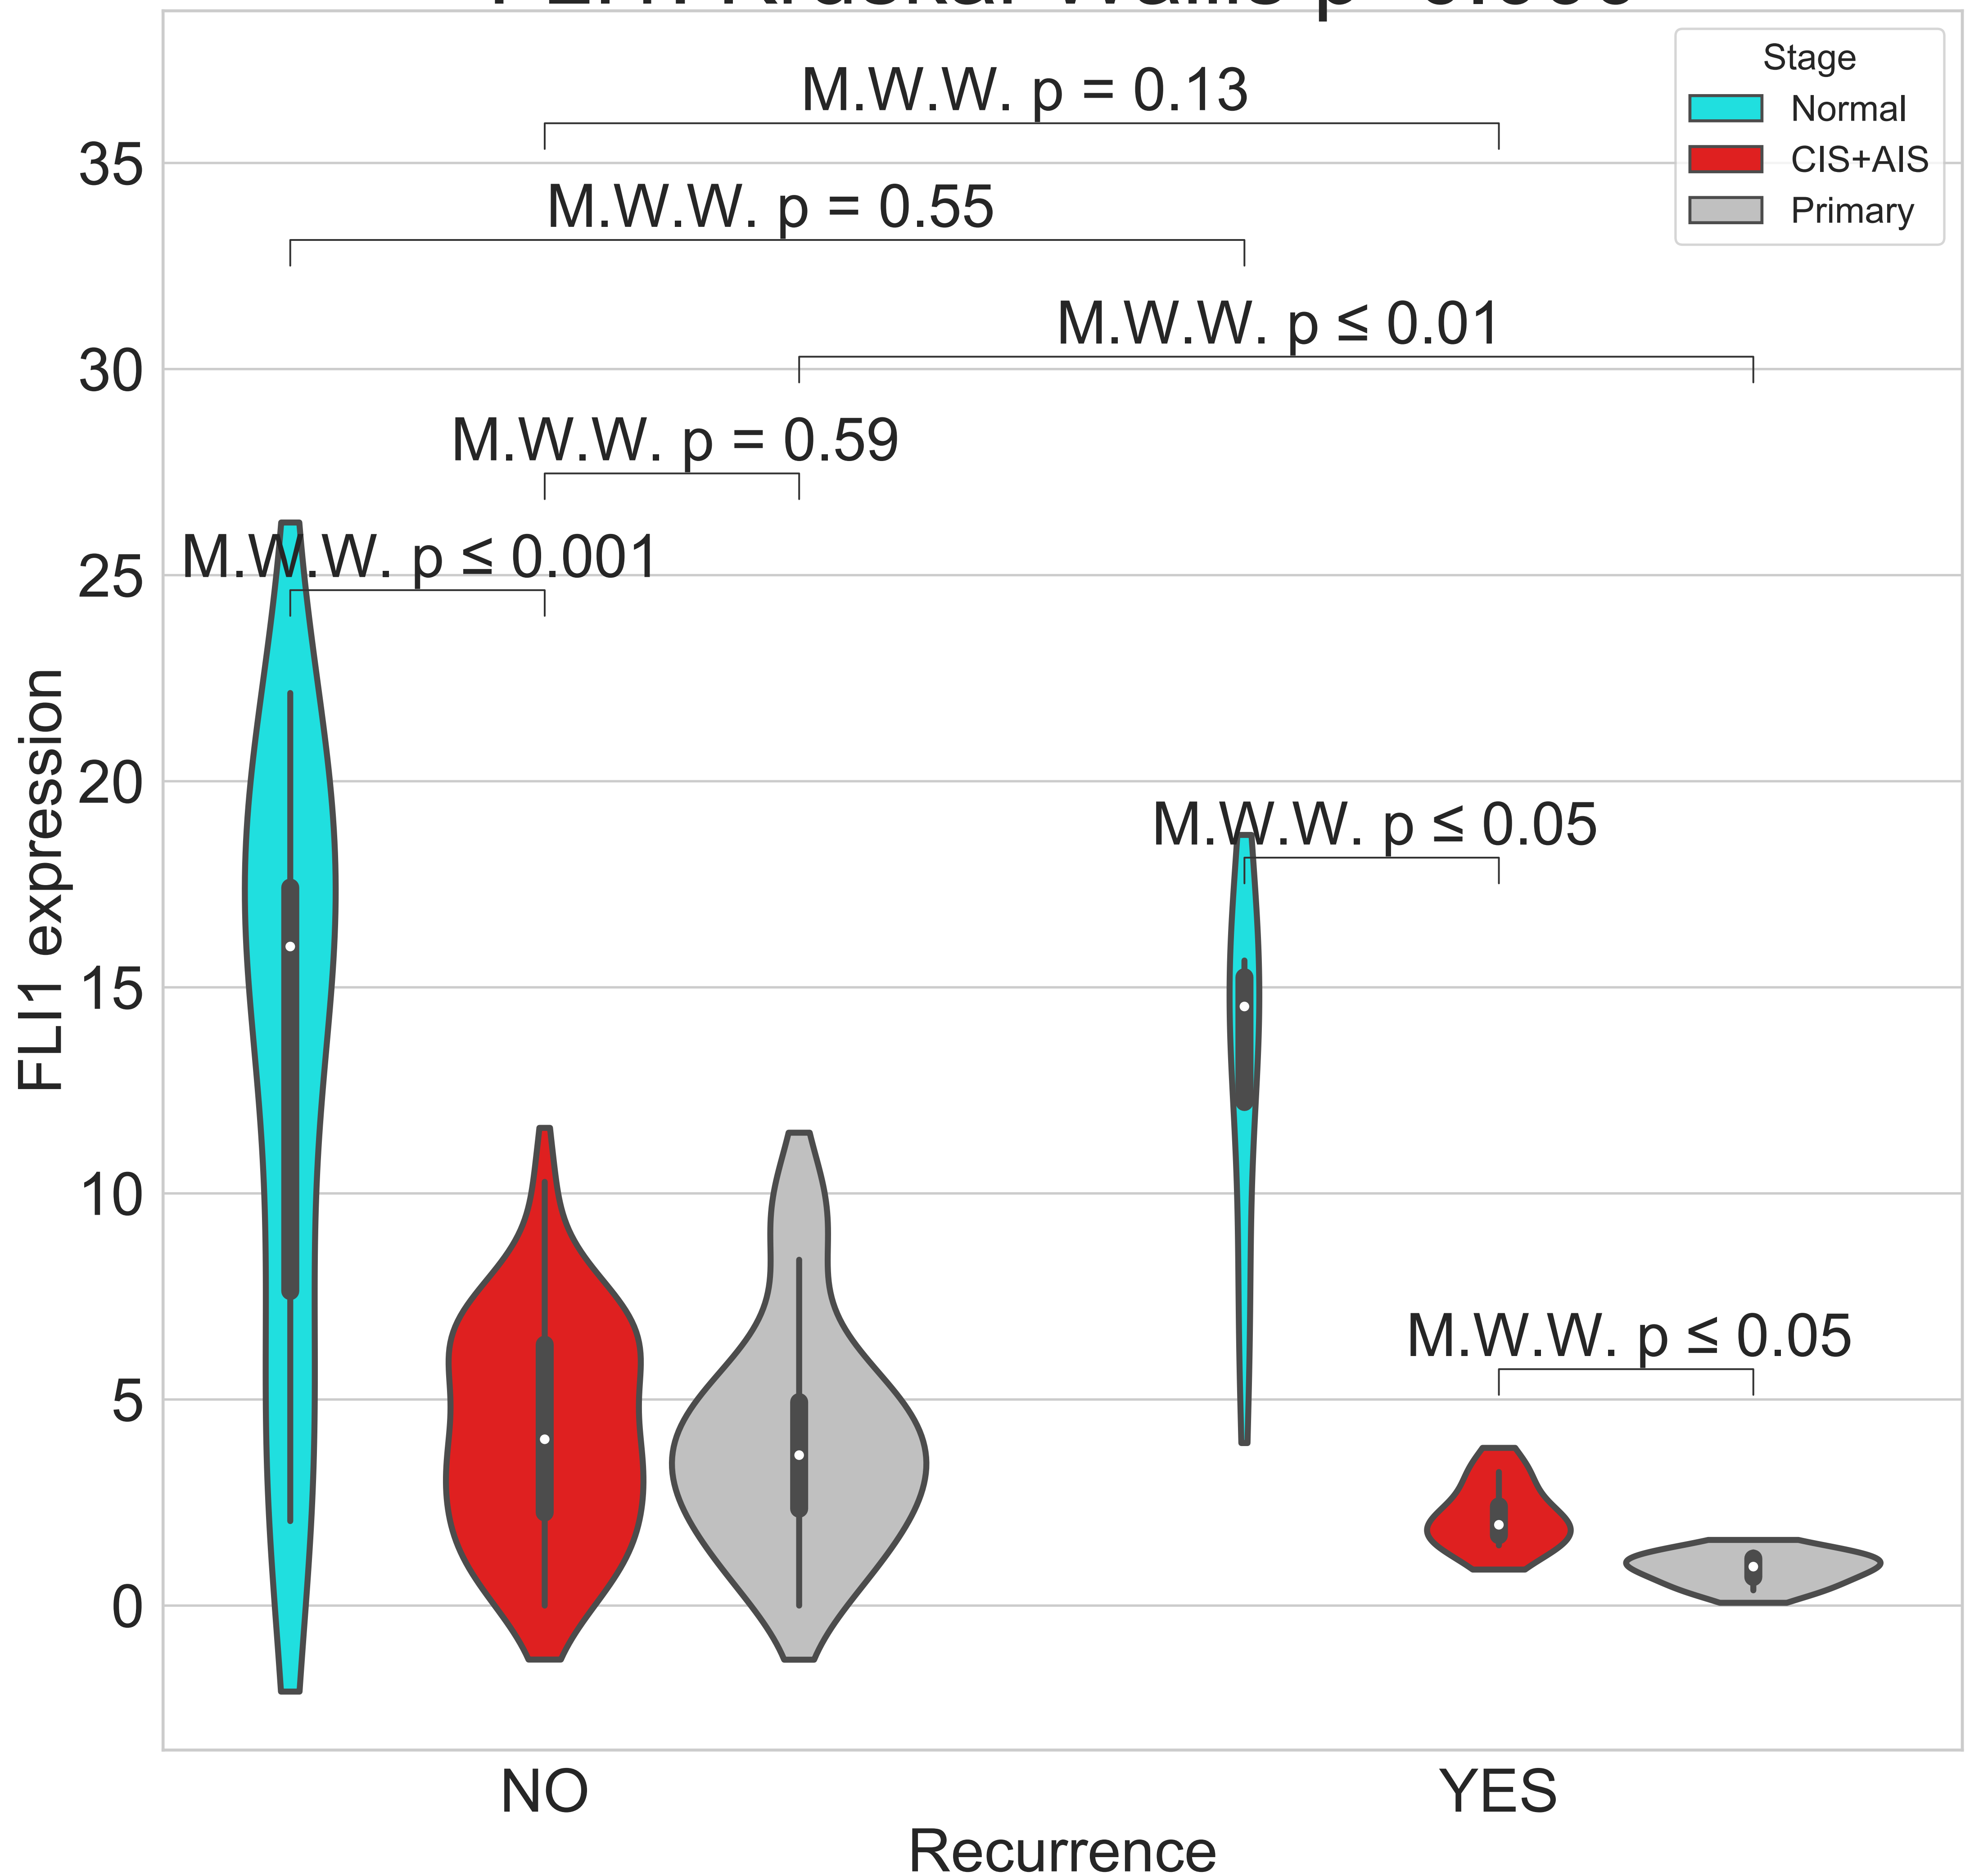 Stage
Normal
CIS+AIS
Primary
M.W.W. p = 0.13
M.W.W. p = 0.55
M.W.W. p ≤ 0.01
M.W.W. p = 0.59
M.W.W. p ≤ 0.001
M.W.W. p ≤ 0.05
M.W.W. p ≤ 0.05
35
30
25
20
15
10
5
0
FLI1 expression
NO
YES
Recurrence